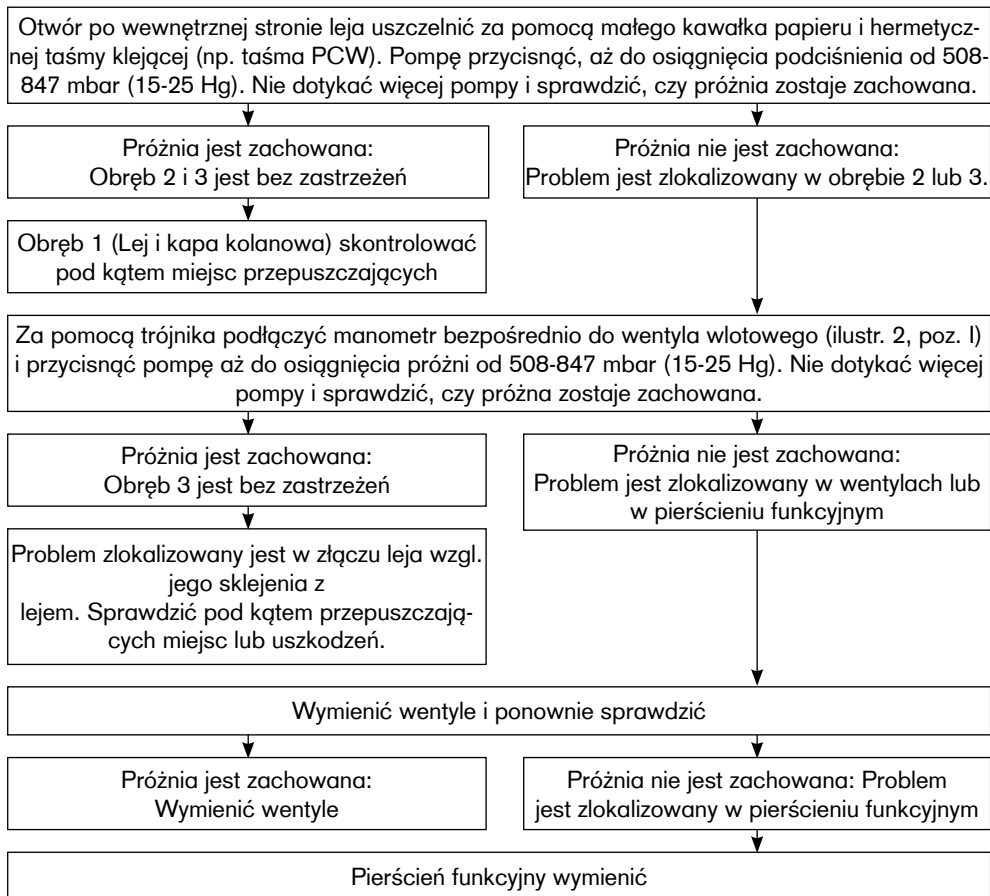 Otwór po wewnętrznej stronie leja uszczelnić za pomocą małego kawałka papieru i hermetycz-
nej taśmy klejącej (np. taśma PCW). Pompę przycisnąć, aż do osiągnięcia podciśnienia od 508-
847 mbar (15-25 Hg). Nie dotykać więcej pompy i sprawdzić, czy próżnia zostaje zachowana.
Próżnia jest zachowana:
Obręb 2 i 3 jest bez zastrzeżeń
Próżnia nie jest zachowana:
Problem jest zlokalizowany w obrębie 2 lub 3.
Obręb 1 (Lej i kapa kolanowa) skontrolować
pod kątem miejsc przepuszczających
Za pomocą trójnika podłączyć manometr bezpośrednio do wentyla wlotowego (ilustr. 2, poz. I)
i przycisnąć pompę aż do osiągnięcia próżni od 508-847 mbar (15-25 Hg). Nie dotykać więcej
pompy i sprawdzić, czy próżna zostaje zachowana.
Próżnia jest zachowana:
Obręb 3 jest bez zastrzeżeń
Próżnia nie jest zachowana:
Problem jest zlokalizowany w wentylach lub
w pierścieniu funkcyjnym
Problem zlokalizowany jest w złączu leja wzgl.
jego sklejenia z
lejem. Sprawdzić pod kątem przepuszczają-
cych miejsc lub uszkodzeń.
Wymienić wentyle i ponownie sprawdzić
Próżnia jest zachowana:
Wymienić wentyle
Próżnia nie jest zachowana: Problem
jest zlokalizowany w pierścieniu funkcyjnym
Pierścień funkcyjny wymienić